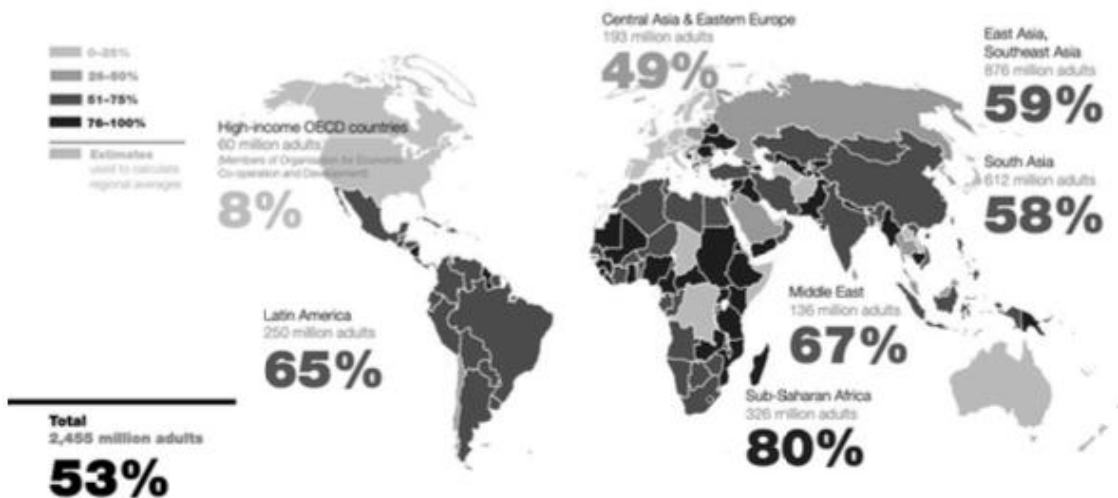 0–25%
26–50%
51–75%
76–100%
Estimates
used to calculate
regional averages
High-income OECD countries
60 million adults
(Members of Organisation for Economic
Co-operation and Development)
8%
Central Asia & Eastern Europe
193 million adults
49%
East Asia,
Southeast Asia
876 million adults
59%
South Asia
612 million adults
58%
Latin America
250 million adults
65%
Middle East
136 million adults
67%
Sub-Saharan Africa
326 million adults
80%
Total
2,455 million adults
53%